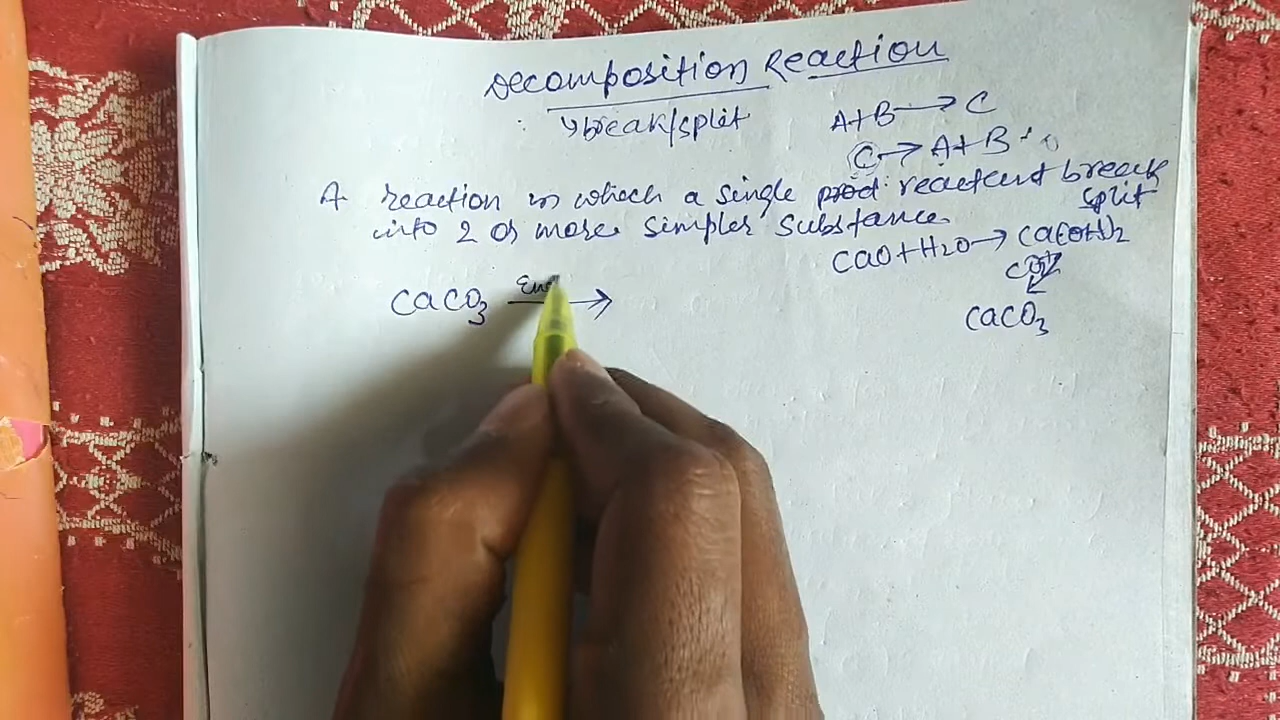 Decomposition Reaction
break/split
A+B → C
C → A+B +
A reaction in which a single prod reactant break
split
into 2 or more simpler substance
CaO+H2O → Ca(OH)2
CO2
CaCO3
CaCO3 Ene →